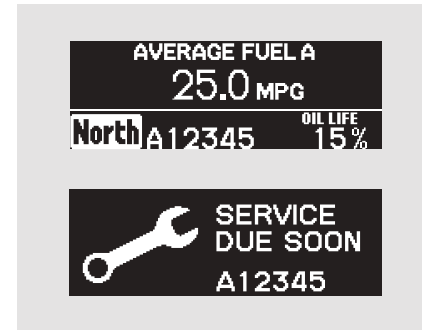 AVERAGE FUEL A
25.0 MPG
OIL LIFE
North A12345 15%
SERVICE
DUE SOON
A12345